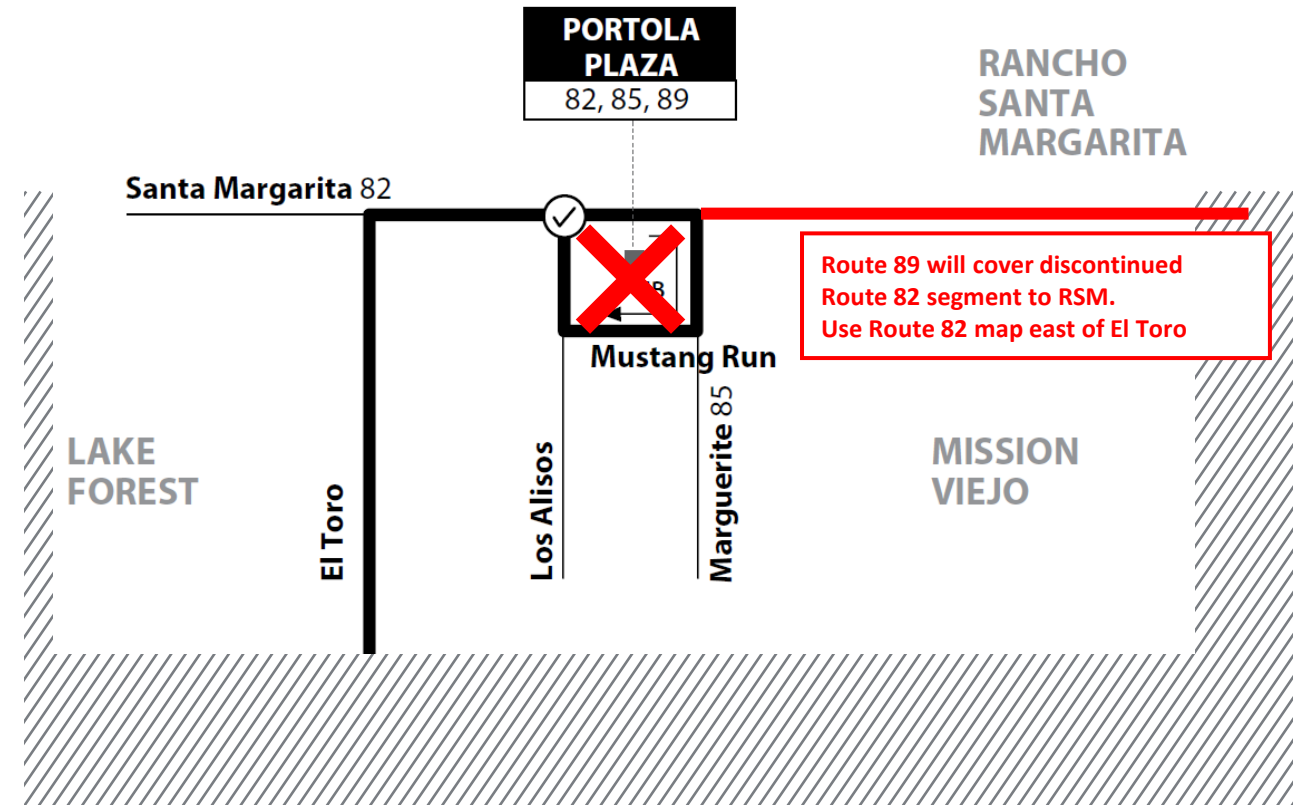 PORTOLA
PLAZA
82, 85, 89
RANCHO
SANTA
MARGARITA
Santa Margarita 82
Route 89 will cover discontinued
Route 82 segment to RSM.
Use Route 82 map east of El Toro
Mustang Run
LAKE
FOREST
El Toro
Los Alisos
Marguerite 85
MISSION
VIEJO